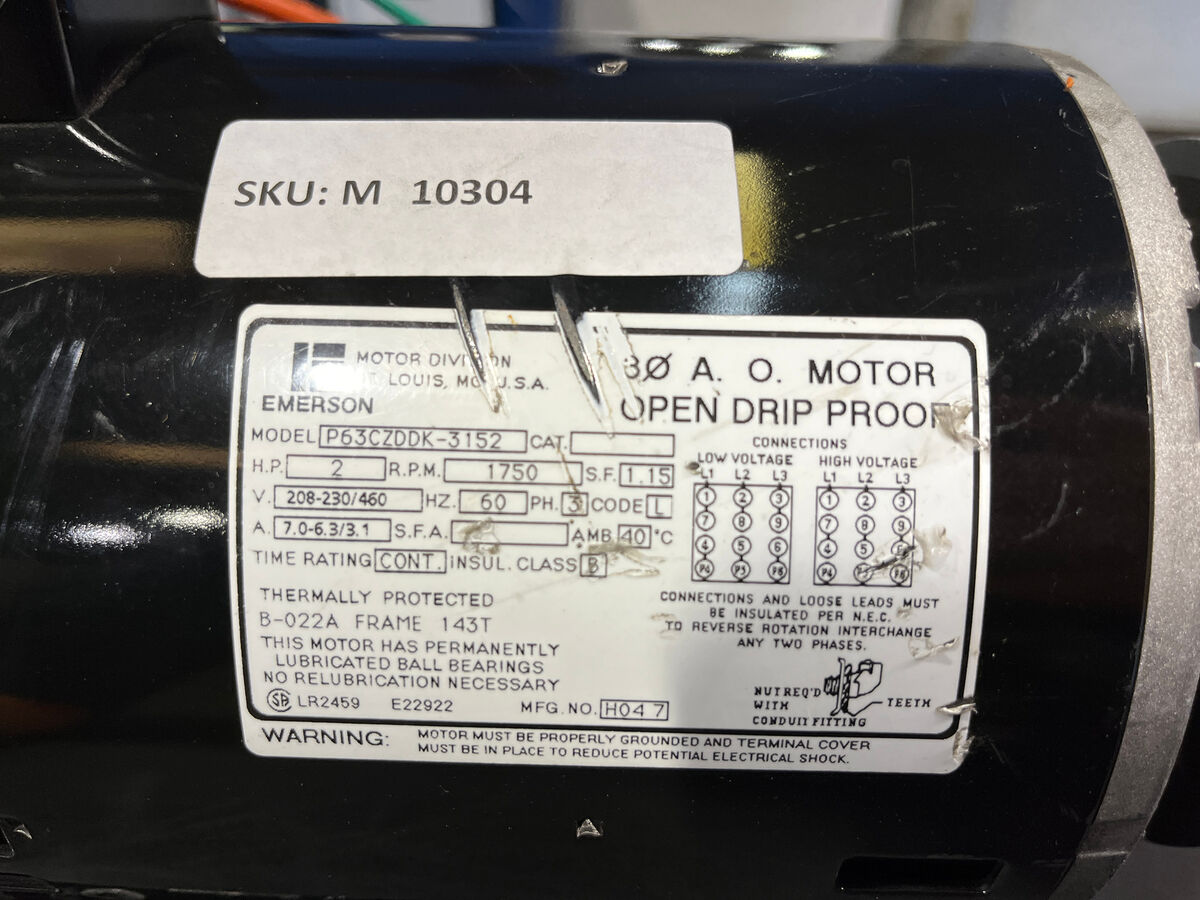 SKU: M 10304
MOTOR DIVISION
ST. LOUIS, MO. U.S.A.
EMERSON
3Ø A. O. MOTOR
OPEN DRIP PROOF
MODEL P63CZDDK-3152 CAT.
H.P. 2 R.P.M. 1750 S.F. 1.15
V. 208-230/460 HZ. 60 PH. 3 CODE L
A. 7.0-6.3/3.1 S.F.A. AMB 40 °C
TIME RATING CONT. INSUL. CLASS B
THERMALLY PROTECTED
B-022A FRAME 143T
THIS MOTOR HAS PERMANENTLY
LUBRICATED BALL BEARINGS
NO RELUBRICATION NECESSARY
SA LR2459 E22922 MFG. NO. H04 7
CONNECTIONS
LOW VOLTAGE HIGH VOLTAGE
L1 L2 L3 L1 L2 L3
1 2 3 1 2 3
7 8 9 7 8 9
4 5 6 4 5
P4 P5 P6 P4 P6
CONNECTIONS AND LOOSE LEADS MUST
BE INSULATED PER N.E.C.
TO REVERSE ROTATION INTERCHANGE
ANY TWO PHASES.
NUT REQ'D
WITH
CONDUIT FITTING
TEETH
WARNING: MOTOR MUST BE PROPERLY GROUNDED AND TERMINAL COVER
MUST BE IN PLACE TO REDUCE POTENTIAL ELECTRICAL SHOCK.